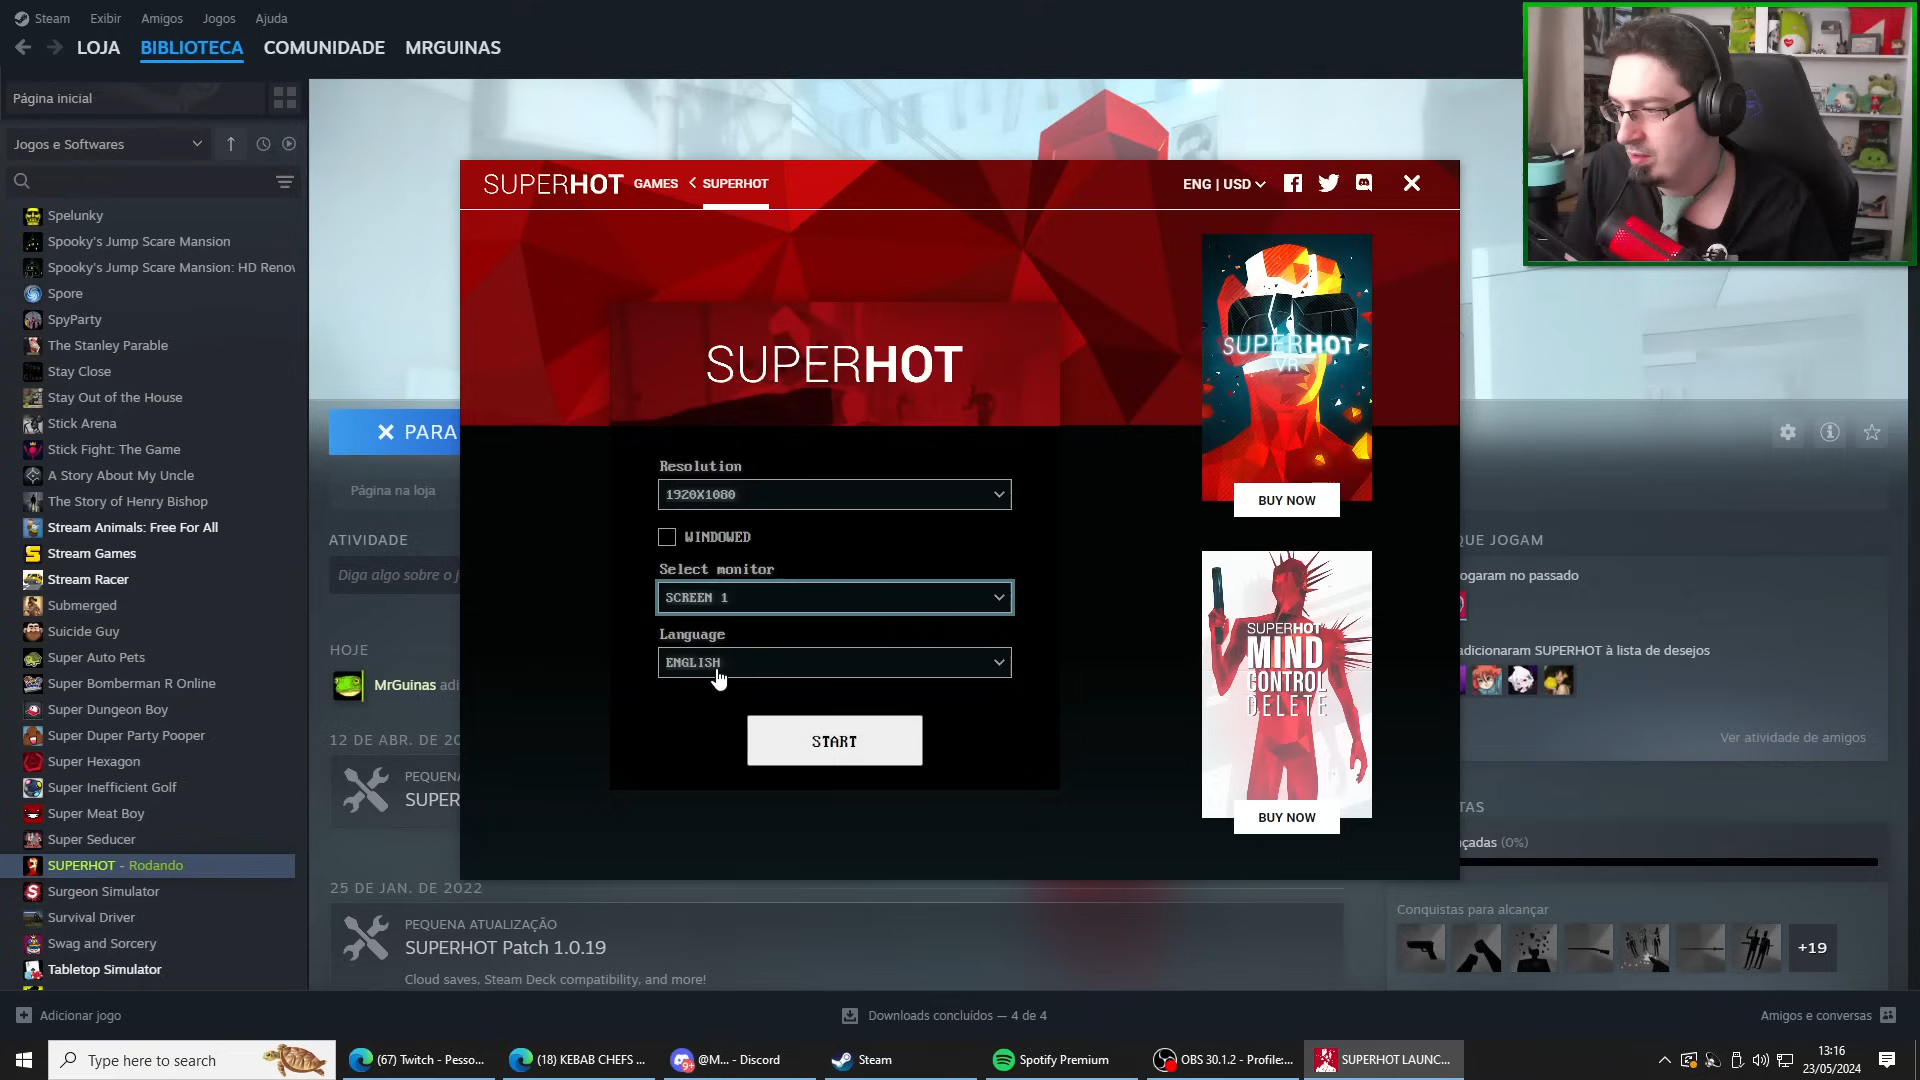 Steam Exibir Amigos Jogos Ajuda
LOJA BIBLIOTECA COMUNIDADE MRGUINAS
Página inicial
Jogos e Softwares
Spelunky
Spooky's Jump Scare Mansion
Spooky's Jump Scare Mansion: HD Renov
Spore
SpyParty
The Stanley Parable
Stay Close
Stay Out of the House
Stick Arena
Stick Fight: The Game
A Story About My Uncle
The Story of Henry Bishop
Stream Animals: Free For All
Stream Games
Stream Racer
Submerged
Suicide Guy
Super Auto Pets
Super Bomberman R Online
Super Dungeon Boy
Super Duper Party Pooper
Super Hexagon
Super Inefficient Golf
Super Meat Boy
Super Seducer
SUPERHOT - Rodando
Surgeon Simulator
Survival Driver
Swag and Sorcery
Tabletop Simulator
PARA
Página na loja
ATIVIDADE
Diga algo sobre o j
HOJE
MrGuinas adi
12 DE ABR. DE 20
PEQUENA
SUPER
25 DE JAN. DE 2022
PEQUENA ATUALIZAÇÃO
SUPERHOT Patch 1.0.19
Cloud saves, Steam Deck compatibility, and more!
SUPERHOT GAMES SUPERHOT ENG | USD
SUPERHOT
Resolution
1920X1080
WINDOWED
Select monitor
SCREEN 1
Language
ENGLISH
START
SUPERHOT
VR
BUY NOW
SUPERHOT
MIND
CONTROL
DELETE
BUY NOW
QUE JOGAM
ogaram no passado
adicionaram SUPERHOT à lista de desejos
Ver atividade de amigos
TAS
çadas (0%)
Conquistas para alcançar
+19
Adicionar jogo
Downloads concluídos — 4 de 4
Amigos e conversas
Type here to search
(67) Twitch - Pesso...
(18) KEBAB CHEFS ...
9+
@M... - Discord
Steam
Spotify Premium
OBS 30.1.2 - Profile:...
SUPERHOT LAUNC...
13:16
23/05/2024